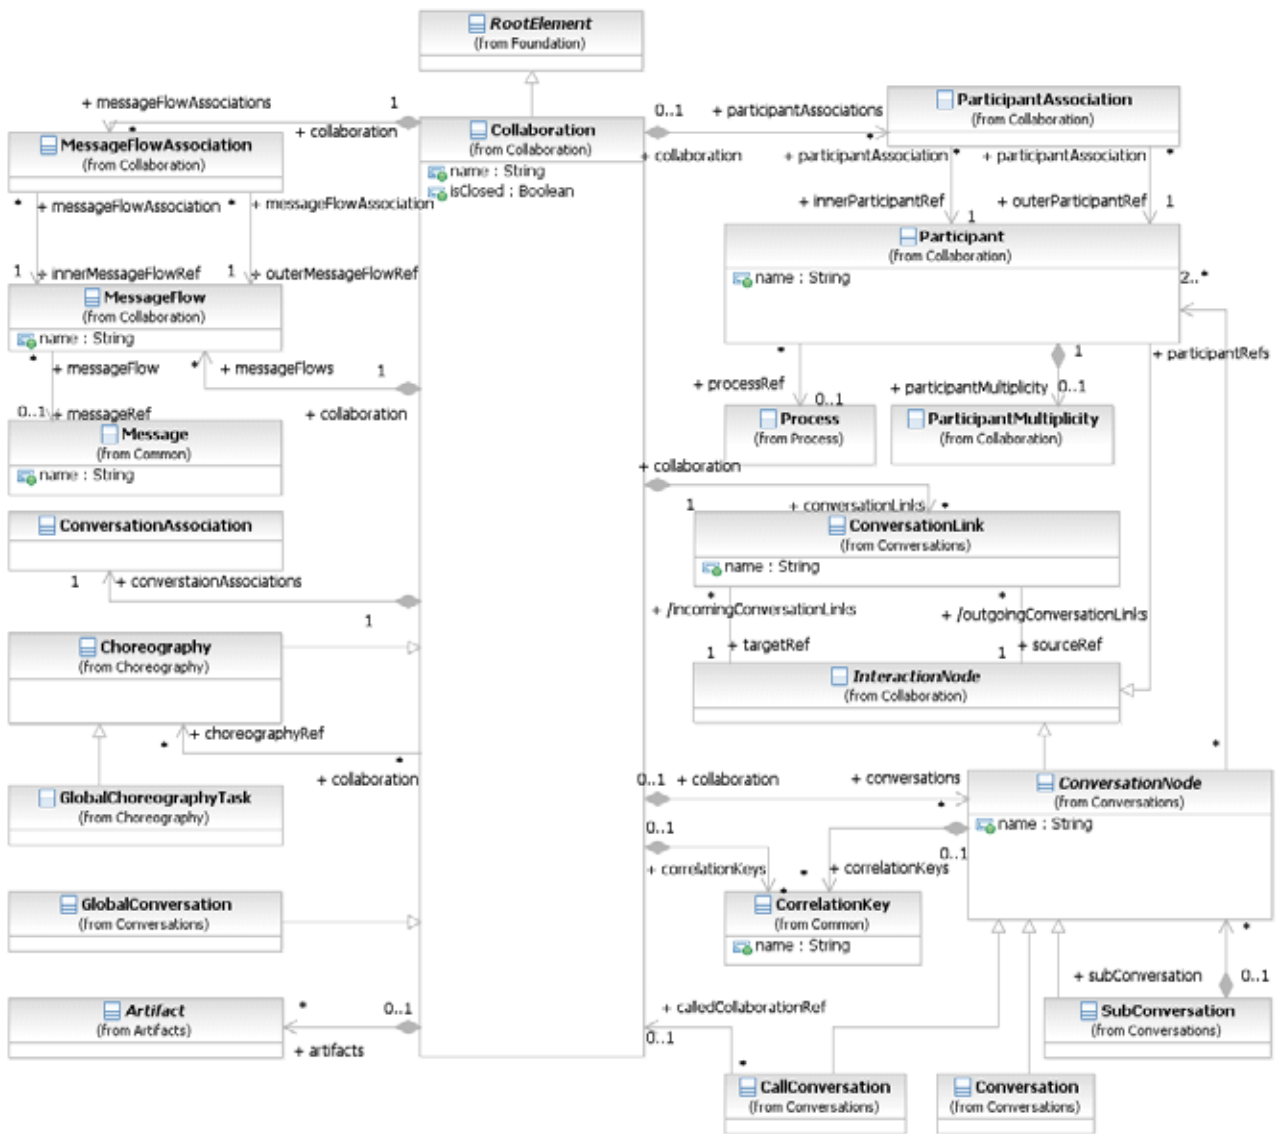 RootElement
(from Foundation)
+ messageFlowAssociations
1
*
+ collaboration
0..1
+ participantAssociations
*
+ collaboration
ParticipantAssociation
(from Collaboration)
MessageFlowAssociation
(from Collaboration)
Collaboration
(from Collaboration)
name : String
isClosed : Boolean
+ participantAssociation
*
+ participantAssociation
*
* + messageFlowAssociation
* + messageFlowAssociation
+ innerParticipantRef
1
+ outerParticipantRef
1
1 + innerMessageFlowRef
1 + outerMessageFlowRef
Participant
(from Collaboration)
name : String
2..*
MessageFlow
(from Collaboration)
name : String
*
+ messageFlow
* + messageFlows
1
+ collaboration
0..1 + messageRef
*
+ processRef
0..1
1
+ participantMultiplicity
0..1
+ participantRefs
Message
(from Common)
name : String
Process
(from Process)
ParticipantMultiplicity
(from Collaboration)
+ collaboration
1
+ conversationLinks
*
ConversationAssociation
ConversationLink
(from Conversations)
name : String
1 + converstaionAssociations
1
*
+ /incomingConversationLinks
*
+ /outgoingConversationLinks
1
+ targetRef
1
+ sourceRef
Choreography
(from Choreography)
InteractionNode
(from Collaboration)
* + choreographyRef
*
+ collaboration
*
0..1 + collaboration
+ conversations
*
GlobalChoreographyTask
(from Choreography)
ConversationNode
(from Conversations)
name : String
0..1
+ correlationKeys
*
0..1
+ correlationKeys
*
GlobalConversation
(from Conversations)
CorrelationKey
(from Common)
name : String
*
+ subConversation
0..1
Artifact
(from Artifacts)
*
0..1
+ artifacts
+ caledCollaborationRef
0..1
*
SubConversation
(from Conversations)
CallConversation
(from Conversations)
Conversation
(from Conversations)